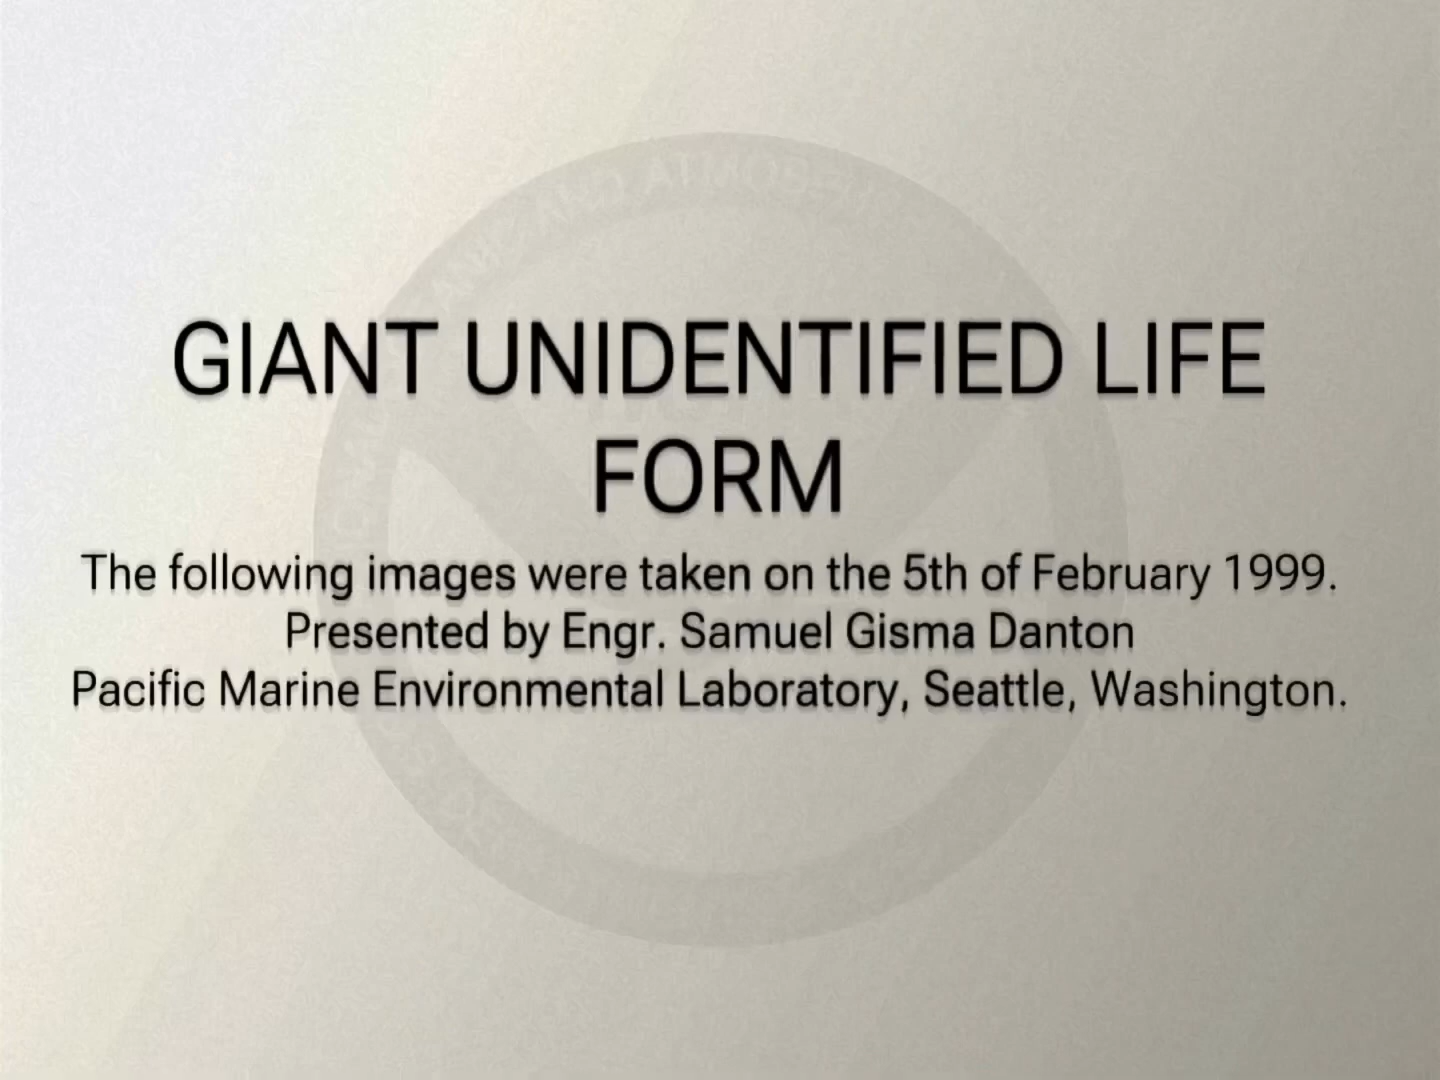 GIANT UNIDENTIFIED LIFE
FORM
The following images were taken on the 5th of February 1999.
Presented by Engr. Samuel Gisma Danton
Pacific Marine Environmental Laboratory, Seattle, Washington.